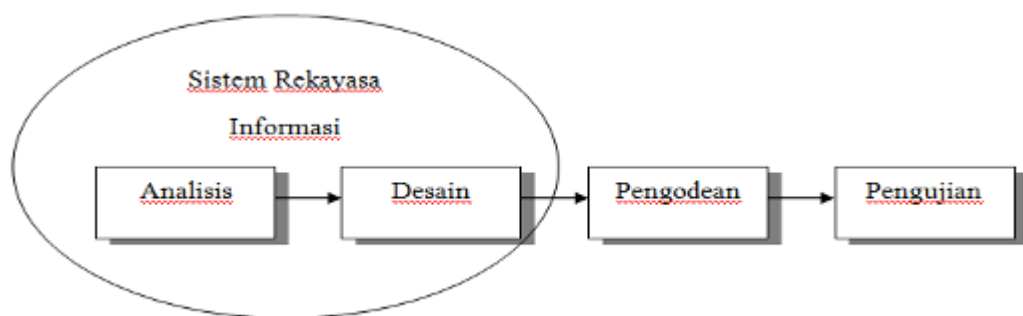 Sistem Rekayasa
Informasi
Analisis
Desain
Pengodean
Pengujian